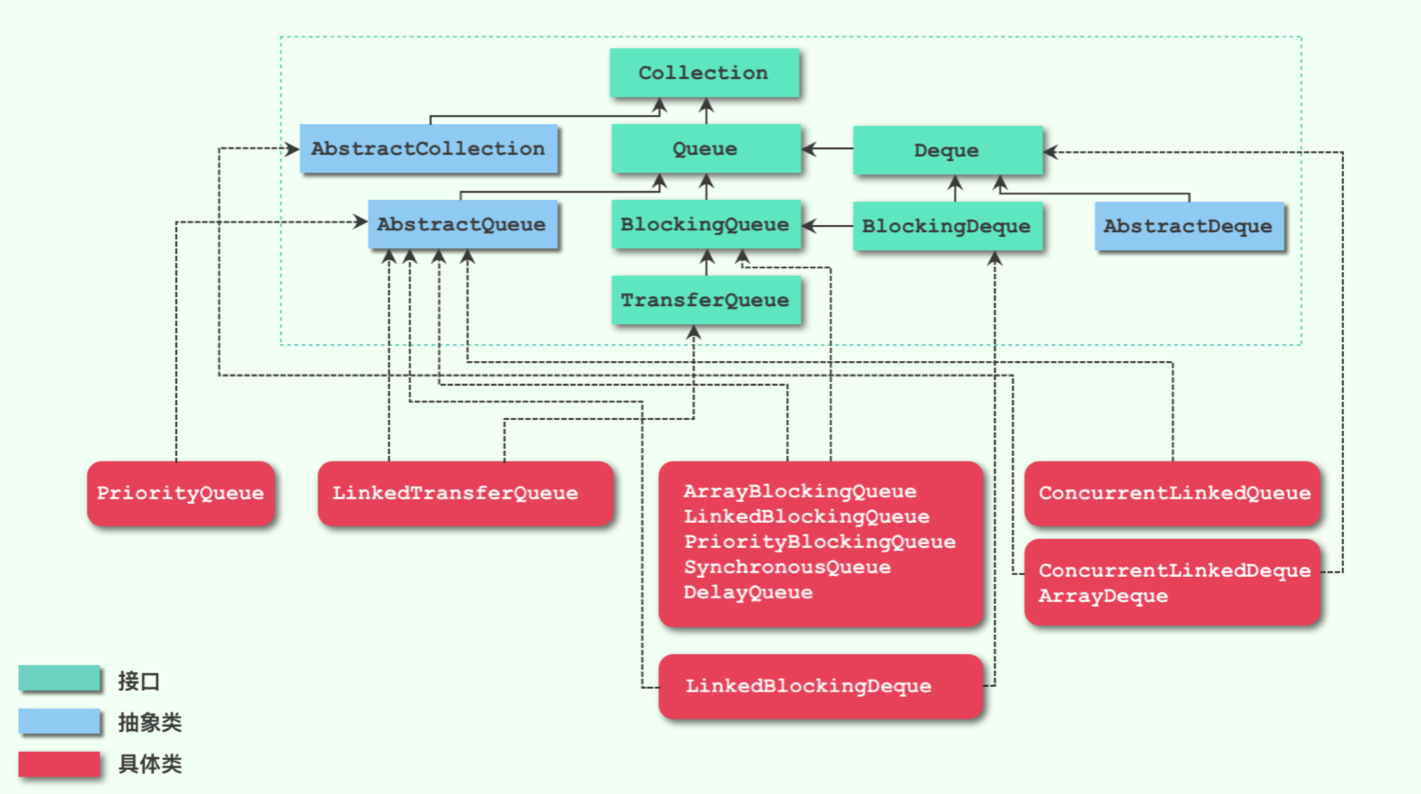 Collection
AbstractCollection
Queue
Deque
AbstractQueue
BlockingQueue
BlockingDeque
AbstractDeque
TransferQueue
PriorityQueue
LinkedTransferQueue
ArrayBlockingQueue
LinkedBlockingQueue
PriorityBlockingQueue
SynchronousQueue
DelayQueue
ConcurrentLinkedQueue
ConcurrentLinkedDeque
ArrayDeque
LinkedBlockingDeque
接口
抽象类
具体类